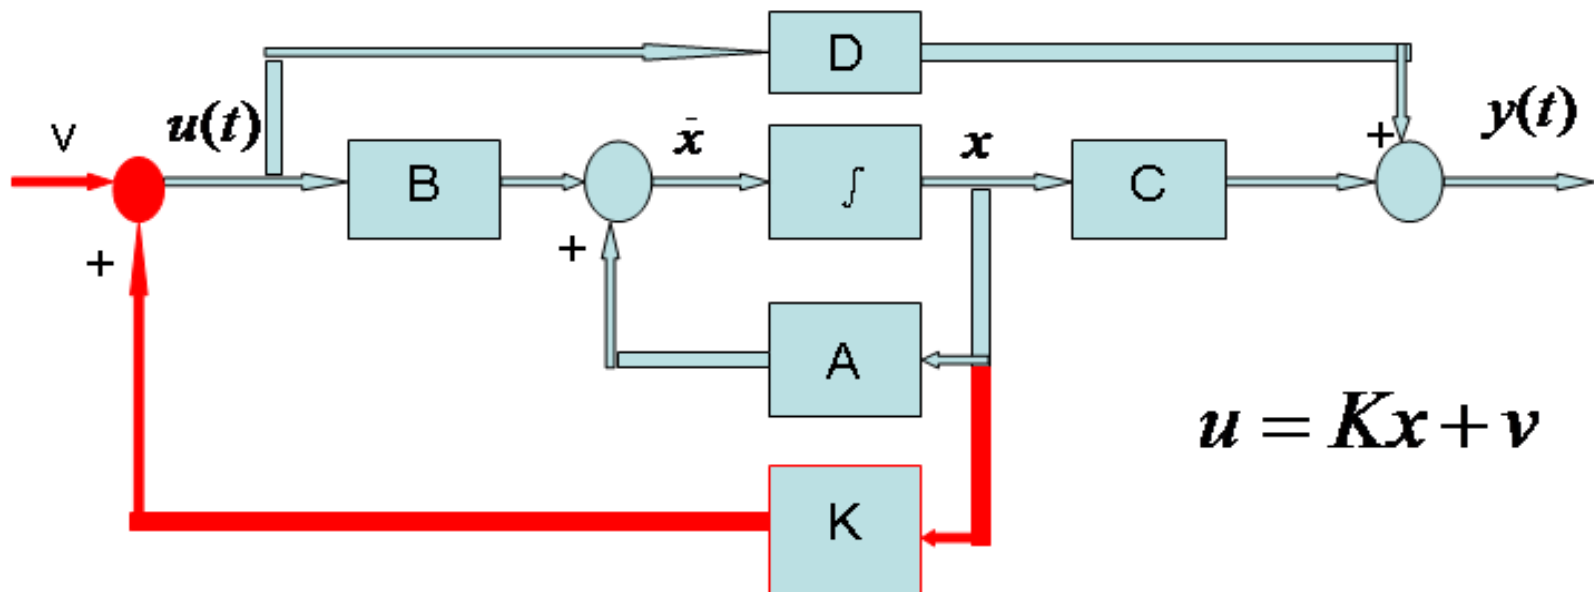 D
v
u(t)
B
ẋ
∫
x
C
+
y(t)
+
+
A
u = Kx + v
K